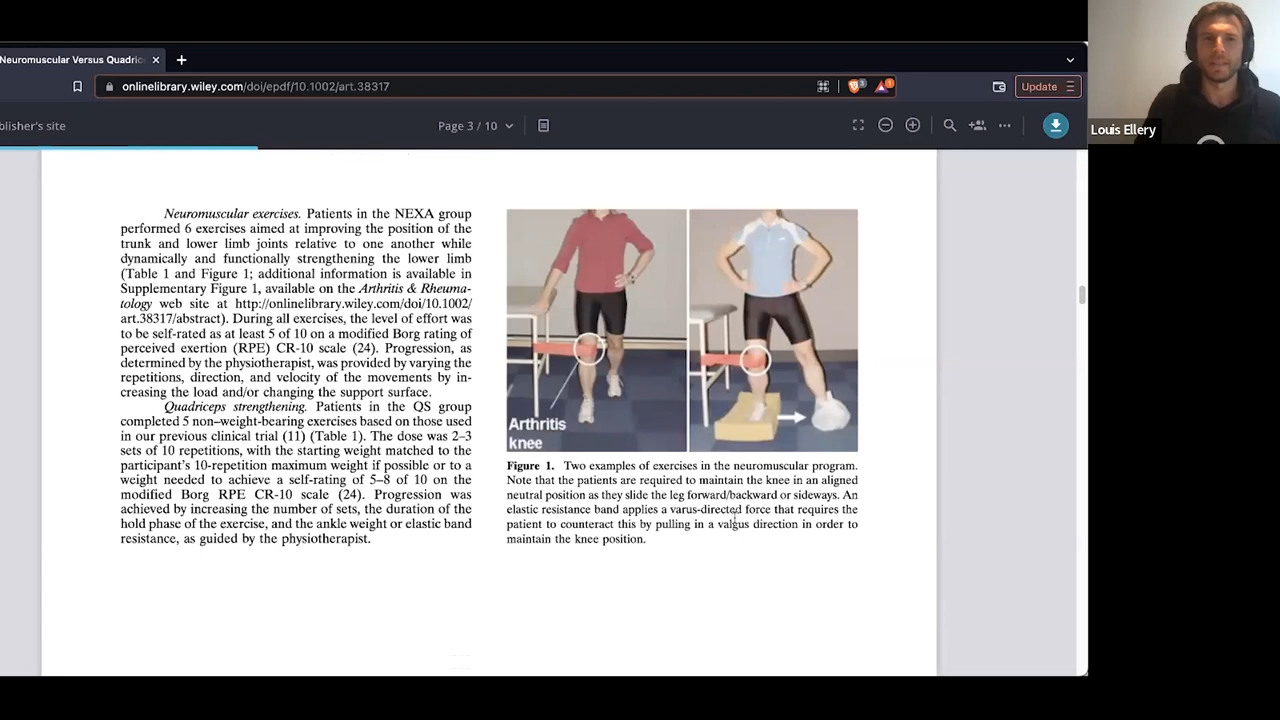 Neuromuscular Versus Quadric
onlinelibrary.wiley.com/doi/epdf/10.1002/art.38317
3
1
Update
blisher's site
Page 3 / 10
Louis Ellery
Neuromuscular exercises. Patients in the NEXA group
performed 6 exercises aimed at improving the position of the
trunk and lower limb joints relative to one another while
dynamically and functionally strengthening the lower limb
(Table 1 and Figure 1; additional information is available in
Supplementary Figure 1, available on the Arthritis & Rheuma-
tology web site at http://onlinelibrary.wiley.com/doi/10.1002/
art.38317/abstract). During all exercises, the level of effort was
to be self-rated as at least 5 of 10 on a modified Borg rating of
perceived exertion (RPE) CR-10 scale (24). Progression, as
determined by the physiotherapist, was provided by varying the
repetitions, direction, and velocity of the movements by in-
creasing the load and/or changing the support surface.
Quadriceps strengthening. Patients in the QS group
completed 5 non–weight-bearing exercises based on those used
in our previous clinical trial (11) (Table 1). The dose was 2–3
sets of 10 repetitions, with the starting weight matched to the
participant's 10-repetition maximum weight if possible or to a
weight needed to achieve a self-rating of 5–8 of 10 on the
modified Borg RPE CR-10 scale (24). Progression was
achieved by increasing the number of sets, the duration of the
hold phase of the exercise, and the ankle weight or elastic band
resistance, as guided by the physiotherapist.
Arthritis
knee
Figure 1. Two examples of exercises in the neuromuscular program.
Note that the patients are required to maintain the knee in an aligned
neutral position as they slide the leg forward/backward or sideways. An
elastic resistance band applies a varus-directed force that requires the
patient to counteract this by pulling in a valgus direction in order to
maintain the knee position.